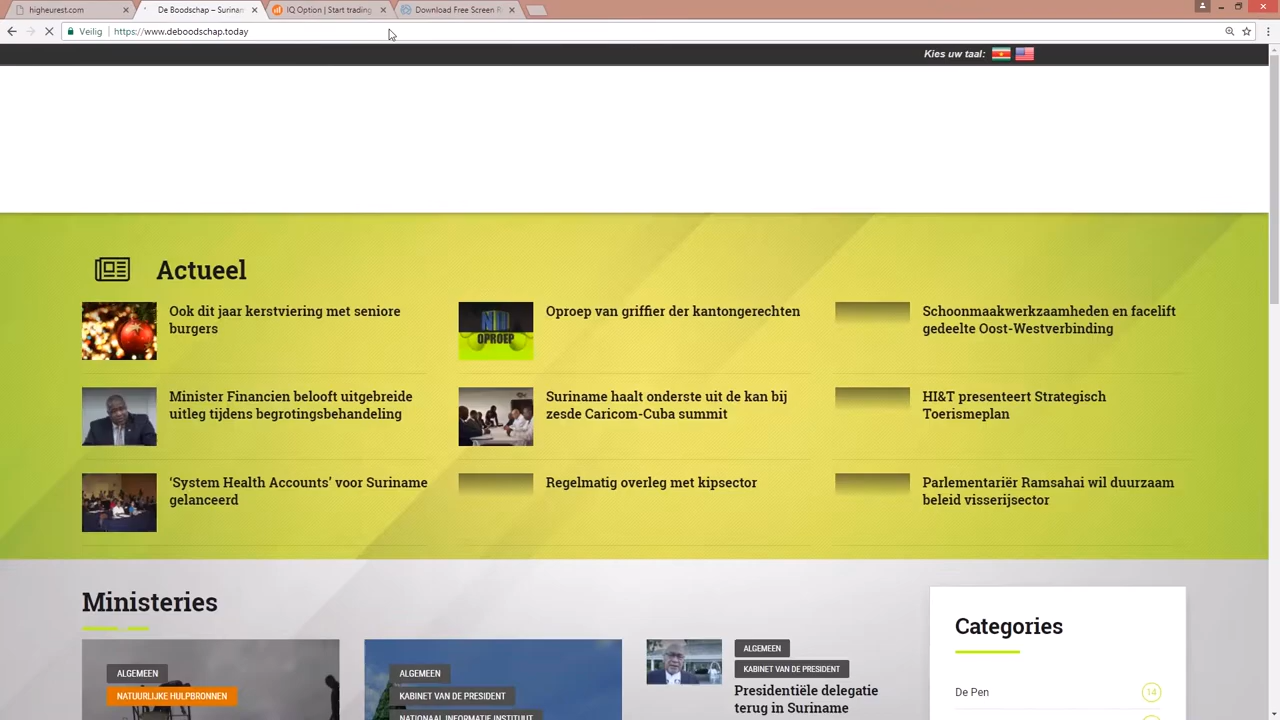 higheurest.com
De Boodschap – Surinam
IQ Option | Start trading
Download Free Screen R
Veilig
https://www.deboodschap.today
Kies uw taal:
Actueel
Ook dit jaar kerstviering met seniore
burgers
Oproep van griffier der kantongerechten
Schoonmaakwerkzaamheden en facelift
gedeelte Oost-Westverbinding
OPROEP
Minister Financien belooft uitgebreide
uitleg tijdens begrotingsbehandeling
Suriname haalt onderste uit de kan bij
zesde Caricom-Cuba summit
HI&T presenteert Strategisch
Toerismeplan
‘System Health Accounts’ voor Suriname
gelanceerd
Regelmatig overleg met kipsector
Parlementariër Ramsahai wil duurzaam
beleid visserijsector
Ministeries
Categories
ALGEMEEN
NATUURLIJKE HULPBRONNEN
ALGEMEEN
KABINET VAN DE PRESIDENT
NATIONAAL INFORMATIE INSTITUUT
ALGEMEEN
KABINET VAN DE PRESIDENT
Presidentiële delegatie
terug in Suriname
De Pen
14